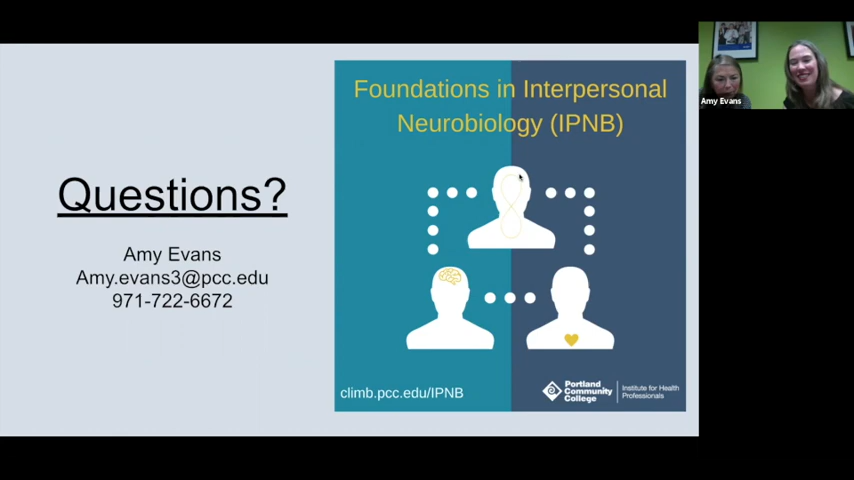 Questions?
Amy Evans
Amy.evans3@pcc.edu
971-722-6672
Foundations in Interpersonal
Neurobiology (IPNB)
climb.pcc.edu/IPNB
Portland
Community
College
Institute for Health
Professionals
Amy Evans